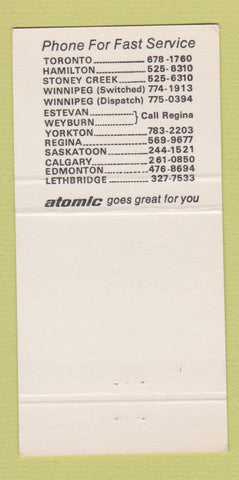 Phone For Fast Service
TORONTO 678-1760
HAMILTON 525-6310
STONEY CREEK 525-6310
WINNIPEG (Switched) 774-1913
WINNIPEG (Dispatch) 775-0394
ESTEVAN
WEYBURN } Call Regina
YORKTON 783-2203
REGINA 569-9677
SASKATOON 244-1521
CALGARY 261-0850
EDMONTON 476-8694
LETHBRIDGE 327-7533
atomic goes great for you